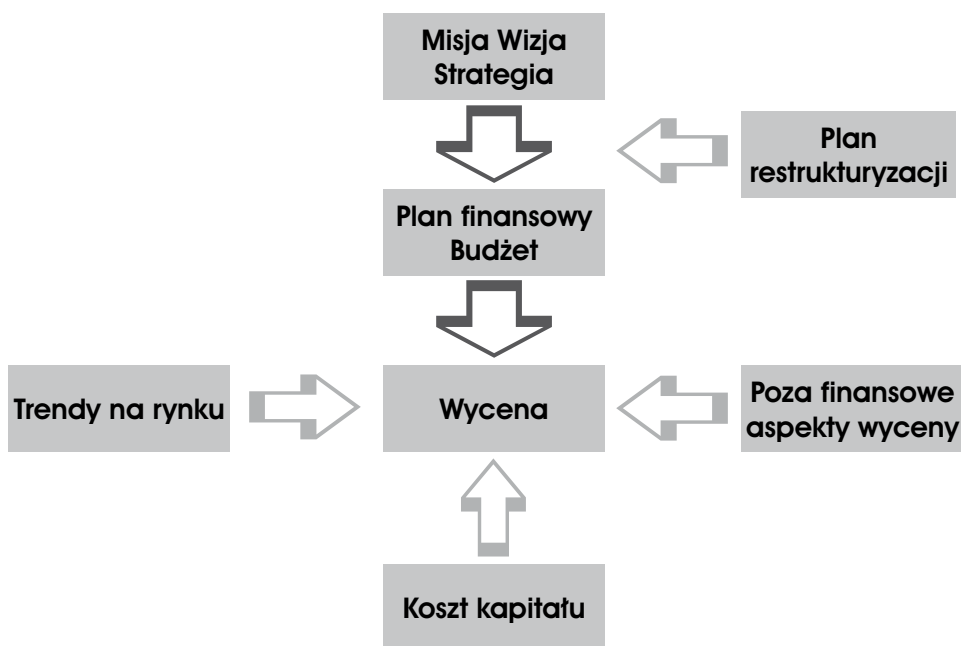 Misja Wizja
Strategia
Plan
restrukturyzacji
Plan finansowy
Budżet
Trendy na rynku
Wycena
Poza finansowe
aspekty wyceny
Koszt kapitału